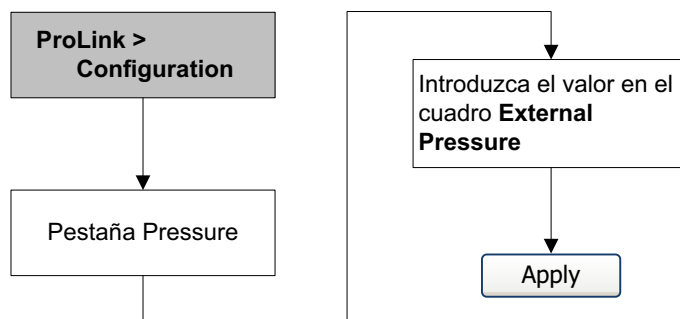 ProLink >
Configuration
Pestaña Pressure
Introduzca el valor en el
cuadro External
Pressure
Apply